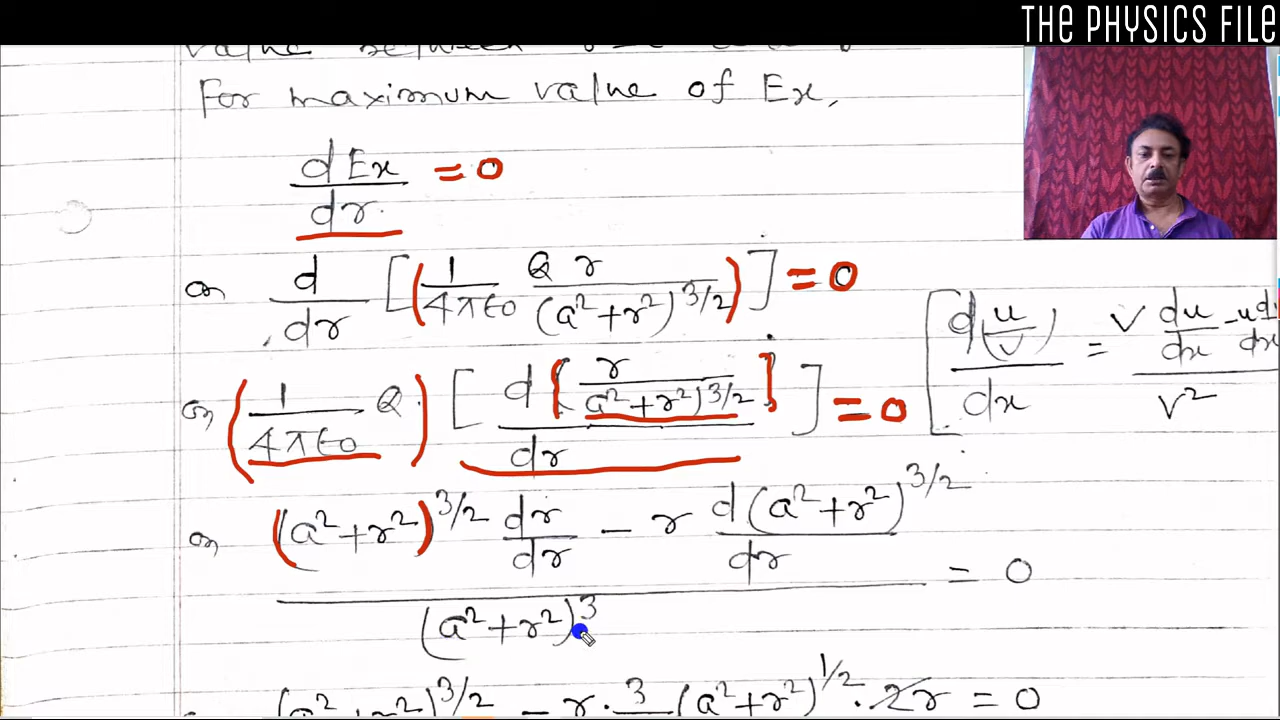 THE PHYSICS FILE
value between
For maximum value of Ex,
dEx/dr = 0
or d/dr [(1/4πϵ0 Q r/(a²+r²)^3/2)] = 0
or (1/4πϵ0 Q) [d[r/(a²+r²)^3/2]/dr] = 0 [d(u/v)/dx = v du/dx - u d/dx / v²
or (a²+r²)^3/2 dr/dr - r d(a²+r²)^3/2/dr / (a²+r²)^3 = 0
(a²+r²)^3/2 - r · 3 (a²+r²)^1/2 · 2r = 0